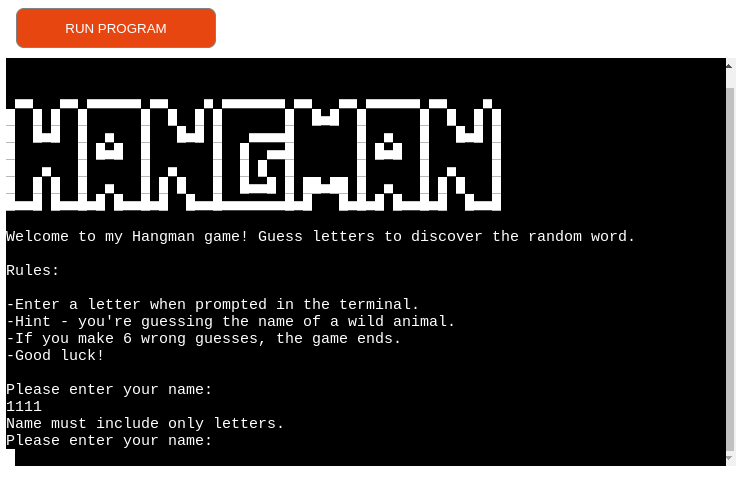 RUN PROGRAM
HANGMAN
Welcome to my Hangman game! Guess letters to discover the random word.
Rules:
-Enter a letter when prompted in the terminal.
-Hint - you're guessing the name of a wild animal.
-If you make 6 wrong guesses, the game ends.
-Good luck!
Please enter your name:
1111
Name must include only letters.
Please enter your name: